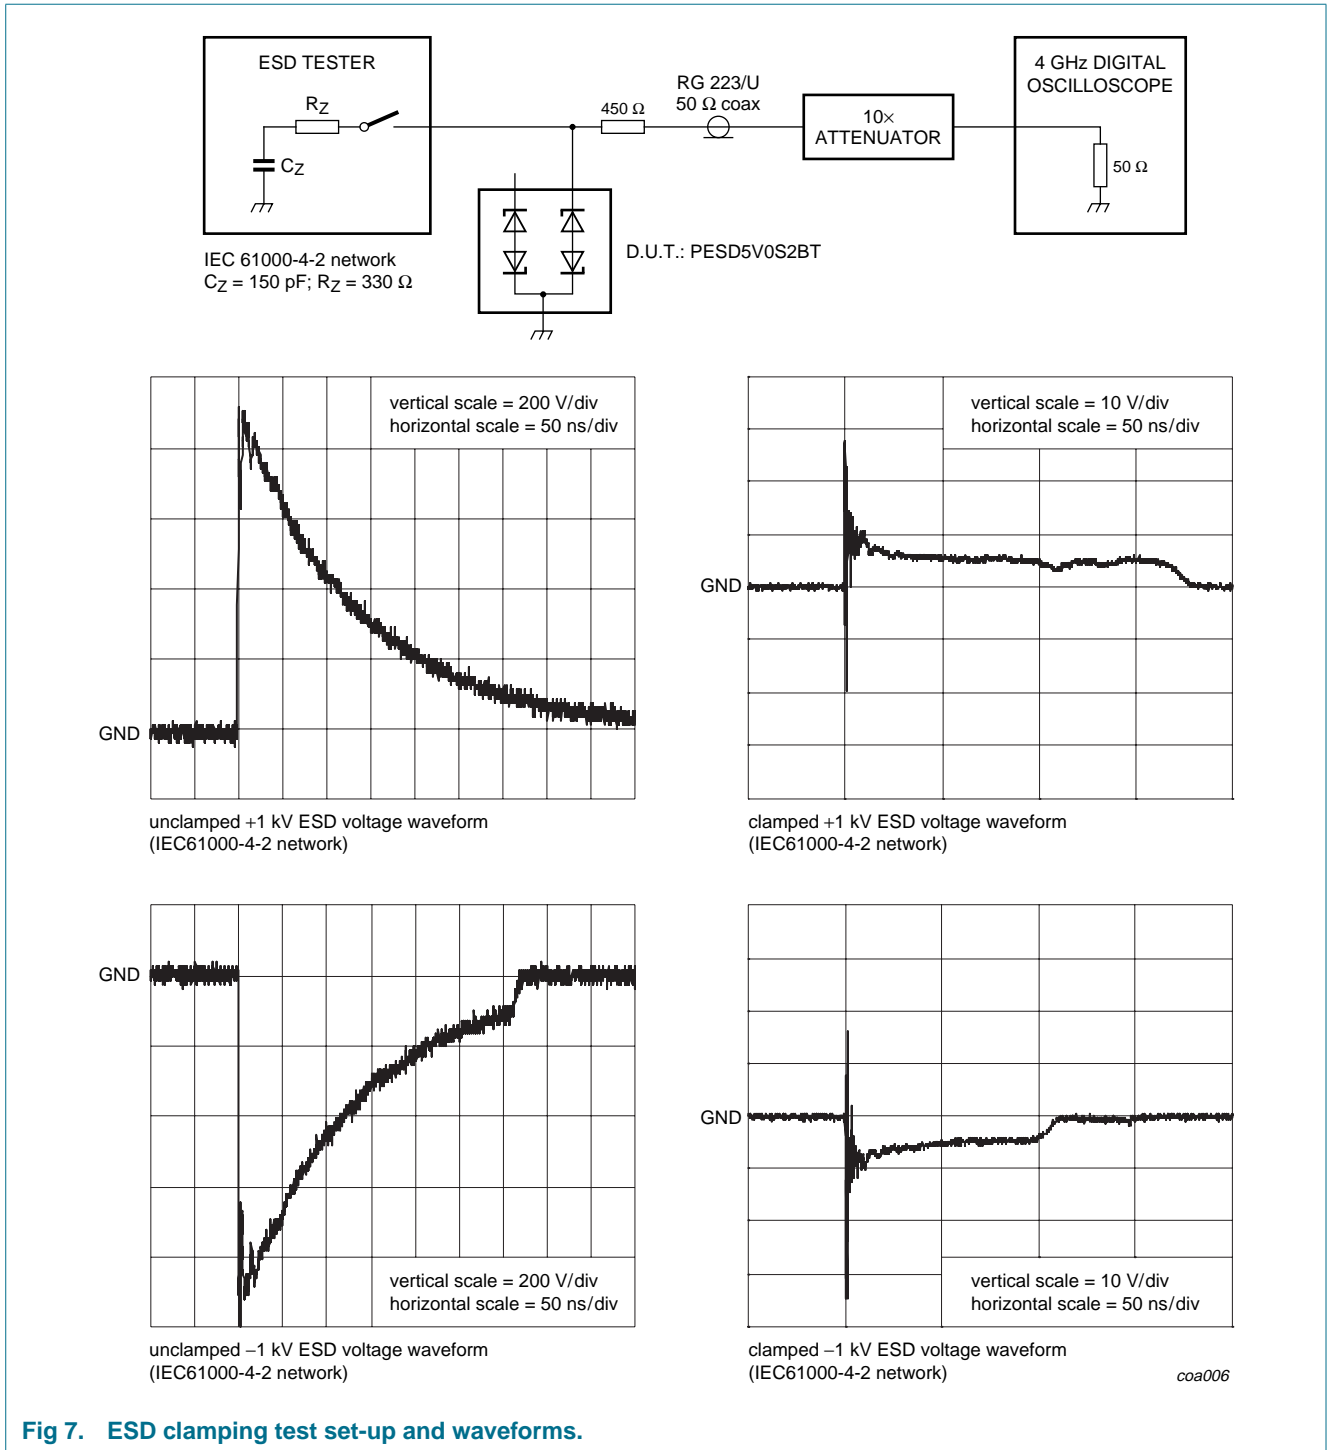 ESD TESTER
RZ
CZ
IEC 61000-4-2 network
CZ = 150 pF; RZ = 330 Ω
450 Ω
RG 223/U
50 Ω coax
10×
ATTENUATOR
4 GHz DIGITAL
OSCILLOSCOPE
50 Ω
D.U.T.: PESD5V0S2BT
vertical scale = 200 V/div
horizontal scale = 50 ns/div
GND
unclamped +1 kV ESD voltage waveform
(IEC61000-4-2 network)
vertical scale = 10 V/div
horizontal scale = 50 ns/div
GND
clamped +1 kV ESD voltage waveform
(IEC61000-4-2 network)
GND
vertical scale = 200 V/div
horizontal scale = 50 ns/div
unclamped −1 kV ESD voltage waveform
(IEC61000-4-2 network)
GND
vertical scale = 10 V/div
horizontal scale = 50 ns/div
clamped −1 kV ESD voltage waveform
(IEC61000-4-2 network)
coa006
Fig 7. ESD clamping test set-up and waveforms.